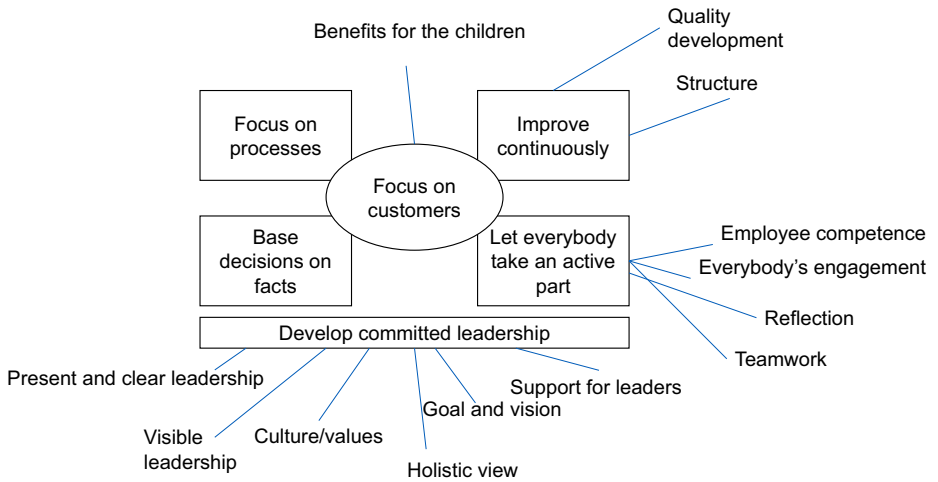 Benefits for the children
Quality
development
Structure
Focus on
processes
Improve
continuously
Focus on
customers
Base
decisions on
facts
Let everybody
take an active
part
Employee competence
Everybody’s engagement
Reflection
Teamwork
Develop committed leadership
Present and clear leadership
Support for leaders
Goal and vision
Culture/values
Visible
leadership
Holistic view